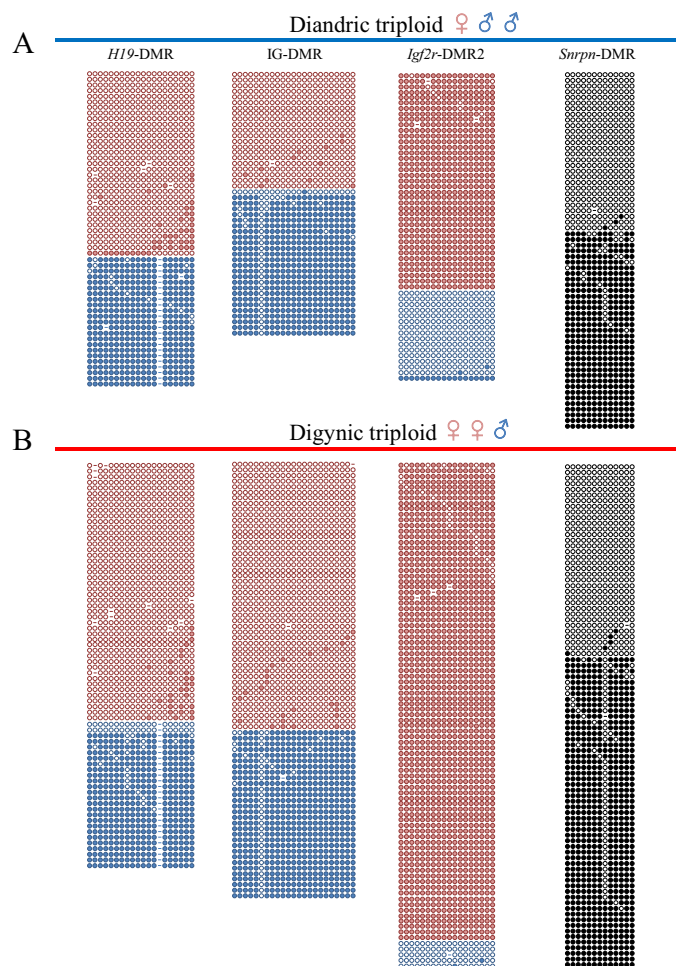 A
Diandric triploid ♀ ♂ ♂
H19-DMR IG-DMR Igf2r-DMR2 Snrpn-DMR
B
Digynic triploid ♀ ♀ ♂